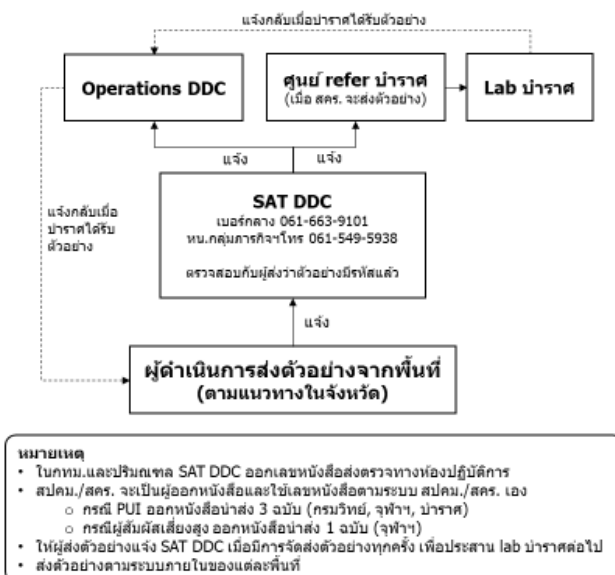 แจ้งกลับเมื่อบำราศได้รับตัวอย่าง
Operations DDC
ศูนย์ refer บำราศ
(เมื่อ สคร. จะส่งตัวอย่าง)
Lab บำราศ
แจ้ง
แจ้ง
แจ้งกลับเมื่อ
บำราศได้รับ
ตัวอย่าง
SAT DDC
เบอร์กลาง 061-663-9101
หน.กลุ่มภารกิจฯโทร 061-549-5938
ตรวจสอบกับผู้ส่งว่าตัวอย่างมีรหัสแล้ว
แจ้ง
ผู้ดำเนินการส่งตัวอย่างจากพื้นที่
(ตามแนวทางในจังหวัด)
หมายเหตุ
• ในกทม.และปริมณฑล SAT DDC ออกเลขหนังสือส่งตรวจทางห้องปฏิบัติการ
• สปคม./สคร. จะเป็นผู้ออกหนังสือและใช้เลขหนังสือตามระบบ สปคม./สคร. เอง
o กรณี PUI ออกหนังสือนำส่ง 3 ฉบับ (กรมวิทย์, จุฬาฯ, บำราศ)
o กรณีผู้สัมผัสเสี่ยงสูง ออกหนังสือนำส่ง 1 ฉบับ (จุฬาฯ)
• ให้ผู้ส่งตัวอย่างแจ้ง SAT DDC เมื่อมีการจัดส่งตัวอย่างทุกครั้ง เพื่อประสาน lab บำราศต่อไป
• ส่งตัวอย่างตามระบบภายในของแต่ละพื้นที่